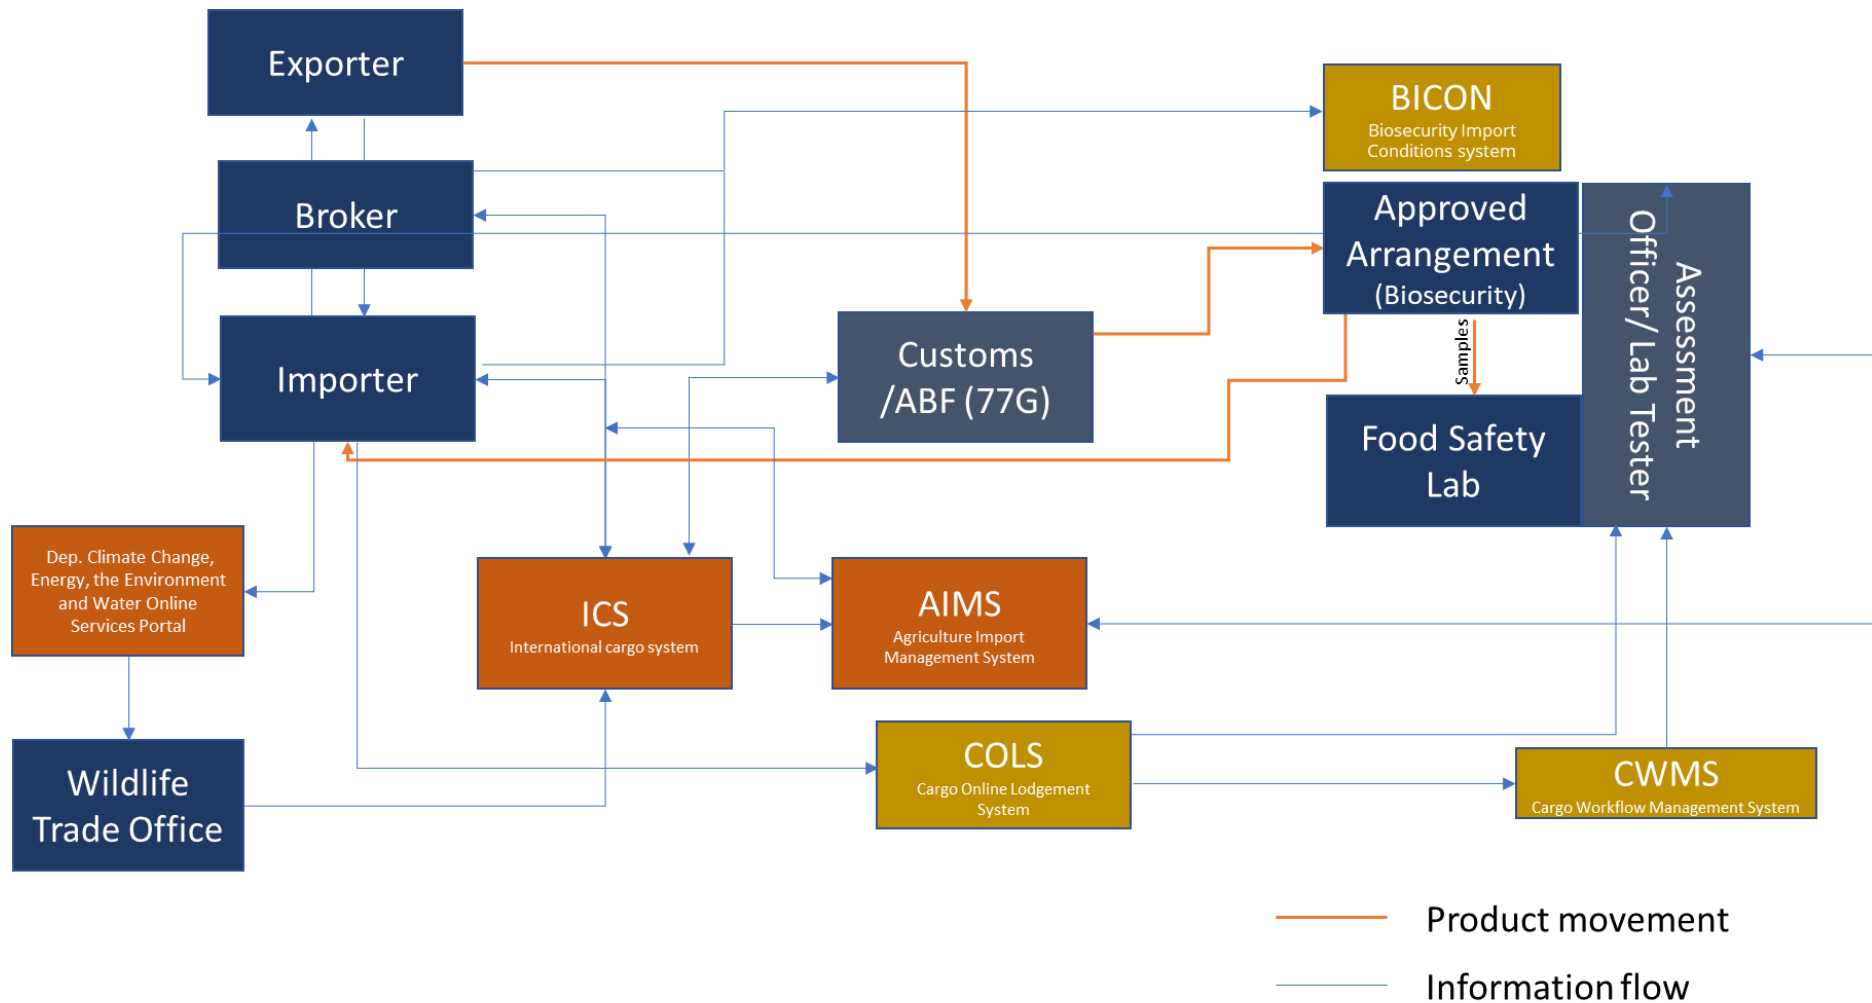 Exporter
BICON
Biosecurity Import
Conditions system
Broker
Approved
Arrangement
(Biosecurity)
Assessment
Officer/ Lab Tester
Importer
Customs
/ABF (77G)
Samples
Food Safety
Lab
Dep. Climate Change,
Energy, the Environment
and Water Online
Services Portal
ICS
International cargo system
AIMS
Agriculture Import
Management System
Wildlife
Trade Office
COLS
Cargo Online Lodgement
System
CWMS
Cargo Workflow Management System
Product movement
Information flow